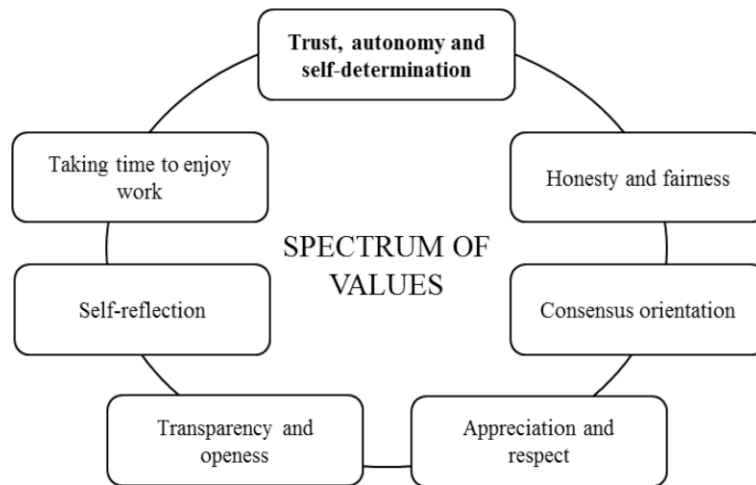 Trust, autonomy and
self-determination
Taking time to enjoy
work
Honesty and fairness
SPECTRUM OF
VALUES
Self-reflection
Consensus orientation
Transparency and
openess
Appreciation and
respect